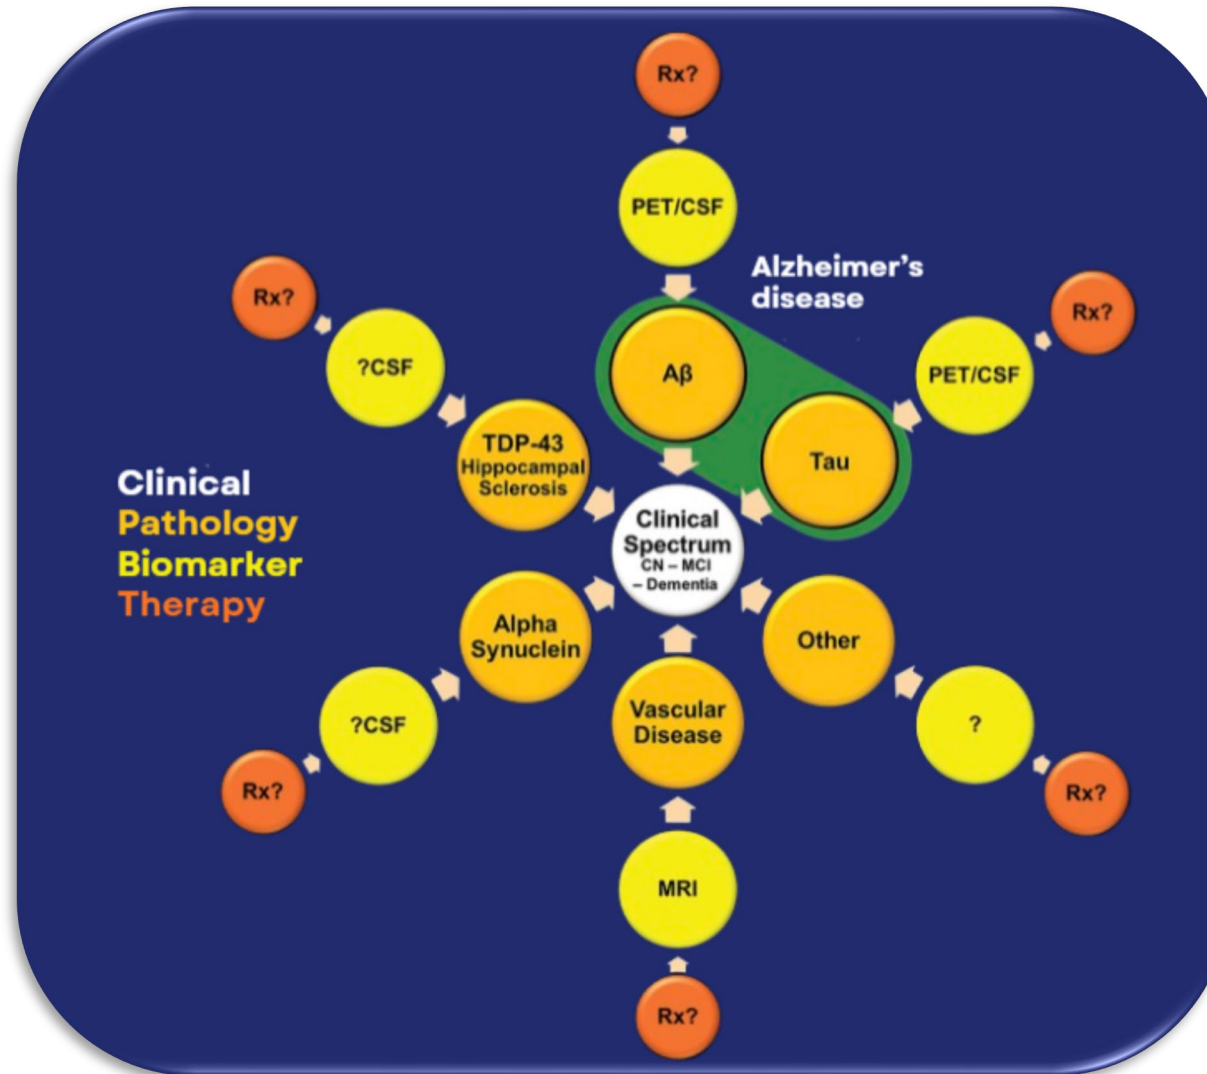 Rx?
PET/CSF
Alzheimer's
disease
Rx?
Rx?
?CSF
Aβ
PET/CSF
TDP-43
Hippocampal
Sclerosis
Tau
Clinical
Pathology
Biomarker
Therapy
Clinical
Spectrum
CN – MCI
– Dementia
Alpha
Synuclein
Other
Vascular
Disease
?CSF
?
Rx?
Rx?
MRI
Rx?